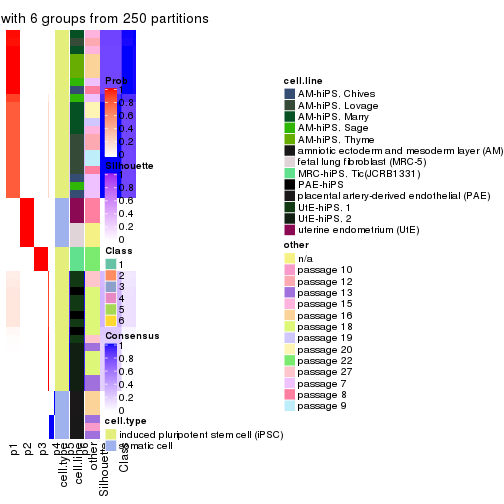 with 6 groups from 250 partitions
Prop
1
0.8
0.6
0.4
0.2
0
Silhouette
1
0.8
0.6
0.4
0.2
0
Class
1
2
3
4
5
6
Consensus
1
0.8
0.6
0.4
0.2
0
cell.type
induced pluripotent stem cell (iPSC)
somatic cell
cell.line
AM-hiPS. Chives
AM-hiPS. Lovage
AM-hiPS. Marry
AM-hiPS. Sage
AM-hiPS. Thyme
amniotic ectoderm and mesoderm layer (AM)
fetal lung fibroblast (MRC-5)
MRC-hiPS. Tic(JCRB1331)
PAE-hiPS
placental artery-derived endothelial (PAE)
UtE-hiPS. 1
UtE-hiPS. 2
uterine endometrium (UtE)
other
n/a
passage 10
passage 12
passage 13
passage 15
passage 16
passage 18
passage 19
passage 20
passage 22
passage 27
passage 7
passage 8
passage 9
p1
p2
p3
p4
cell.type
p5
cell.line
p6
other
Silhouette
Class